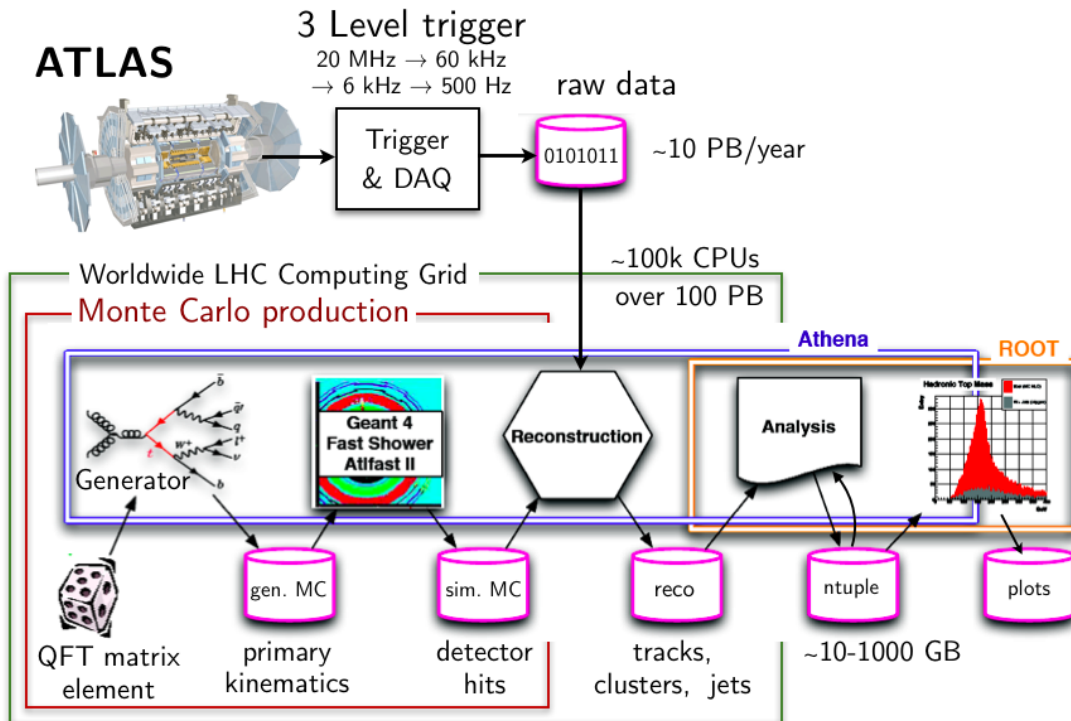 ATLAS
3 Level trigger
20 MHz → 60 kHz
→ 6 kHz → 500 Hz
raw data
Trigger
& DAQ
0101011
~10 PB/year
~100k CPUs
over 100 PB
Worldwide LHC Computing Grid
Monte Carlo production
Athena
ROOT
b̄
q̄'
q
l⁺
ν
w⁺
t
b
Generator
Geant 4
Fast Shower
Atlfast II
Reconstruction
Analysis
Hadronic Top Mass
gen. MC
sim. MC
reco
ntuple
plots
QFT matrix
element
primary
kinematics
detector
hits
tracks,
clusters, jets
~10-1000 GB